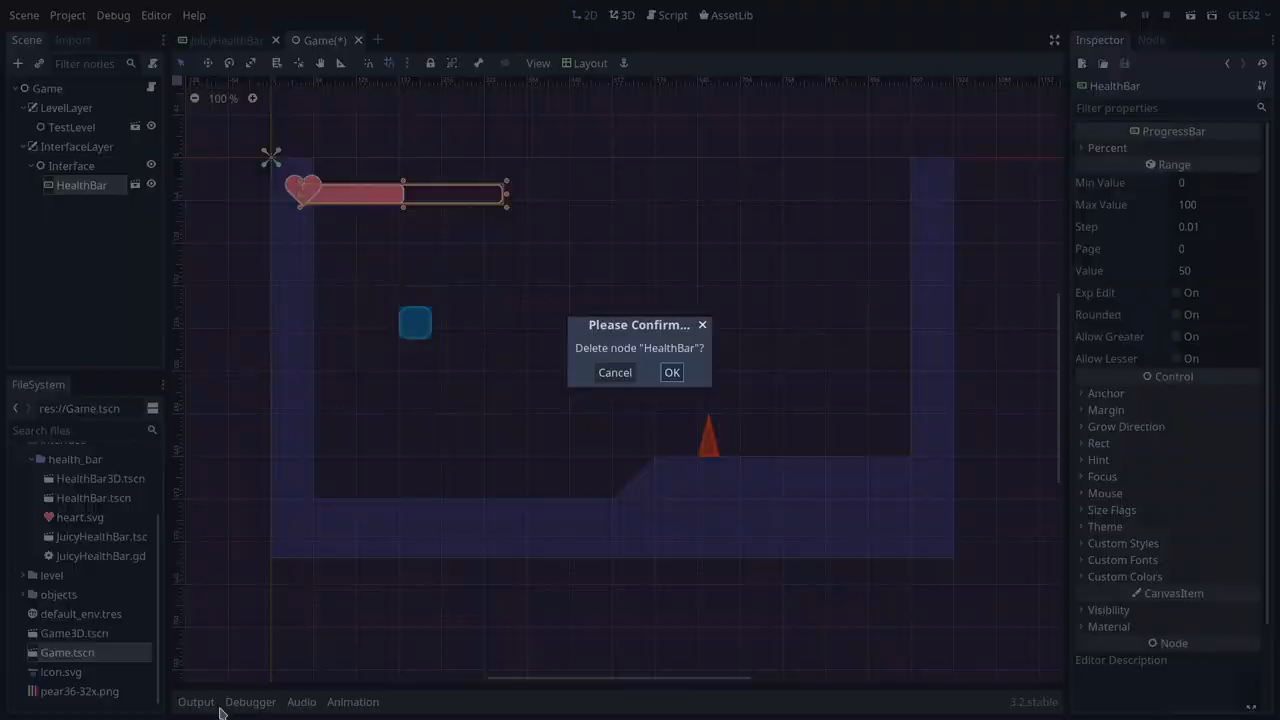 Scene Project Debug Editor Help
2D 3D Script AssetLib
GLES2
Scene Import
Filter nodes
Game
LevelLayer
TestLevel
InterfaceLayer
Interface
HealthBar
FileSystem
res://Game.tscn
Search files
health_bar
HealthBar3D.tscn
HealthBar.tscn
heart.svg
JuicyHealthBar.tsc
JuicyHealthBar.gd
level
objects
default_env.tres
Game3D.tscn
Game.tscn
Icon.svg
pear36-32x.png
JuicyHealthBar
Game(*)
View Layout
100 %
Please Confirm...
Delete node "HealthBar"?
Cancel OK
Output Debugger Audio Animation
3.2.stable
Inspector Node
HealthBar
Filter properties
ProgressBar
Percent
Range
Min Value 0
Max Value 100
Step 0.01
Page 0
Value 50
Exp Edit On
Rounded On
Allow Greater On
Allow Lesser On
Control
Anchor
Margin
Grow Direction
Rect
Hint
Focus
Mouse
Size Flags
Theme
Custom Styles
Custom Fonts
Custom Colors
CanvasItem
Visibility
Material
Node
Editor Description